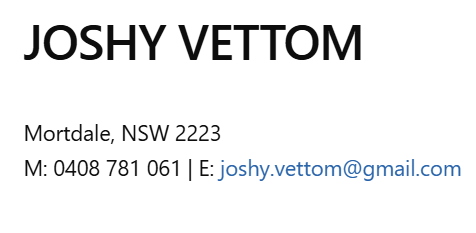 JOSHY VETTOM
Mortdale, NSW 2223
M: 0408 781 061 | E: joshy.vettom@gmail.com